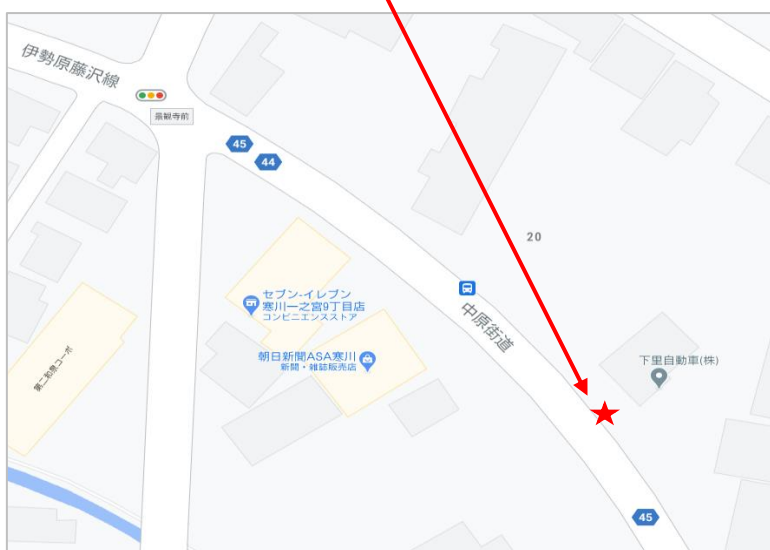 伊勢原藤沢線
景観寺前
45
44
20
セブン-イレブン
寒川一之宮9丁目店
コンビニエンスストア
中原街道
朝日新聞ASA寒川
新聞・雑誌販売店
下里自動車(株)
第二和泉コーポ
45